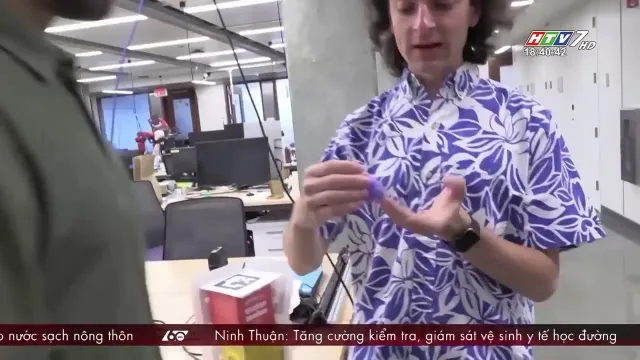 HTV7 HD
18:40:42
nước sạch nông thôn 60 Ninh Thuận: Tăng cường kiểm tra, giám sát vệ sinh y tế học đường